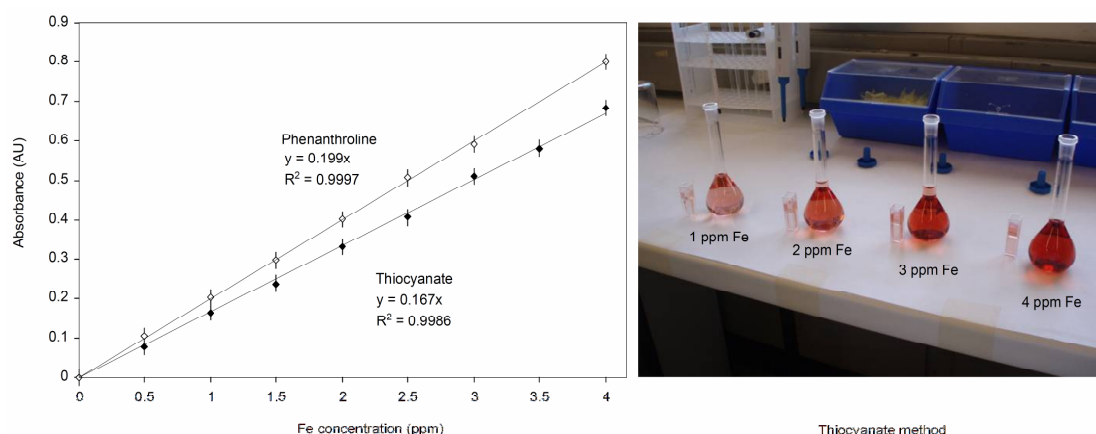 0.9
0.8
0.7
0.6
0.5
0.4
0.3
0.2
0.1
0
Absorbance (AU)
Phenanthroline
y = 0.199x
R² = 0.9997
Thiocyanate
y = 0.167x
R² = 0.9986
0 0.5 1 1.5 2 2.5 3 3.5 4
Fe concentration (ppm)
1 ppm Fe
2 ppm Fe
3 ppm Fe
4 ppm Fe
Thiocyanate method